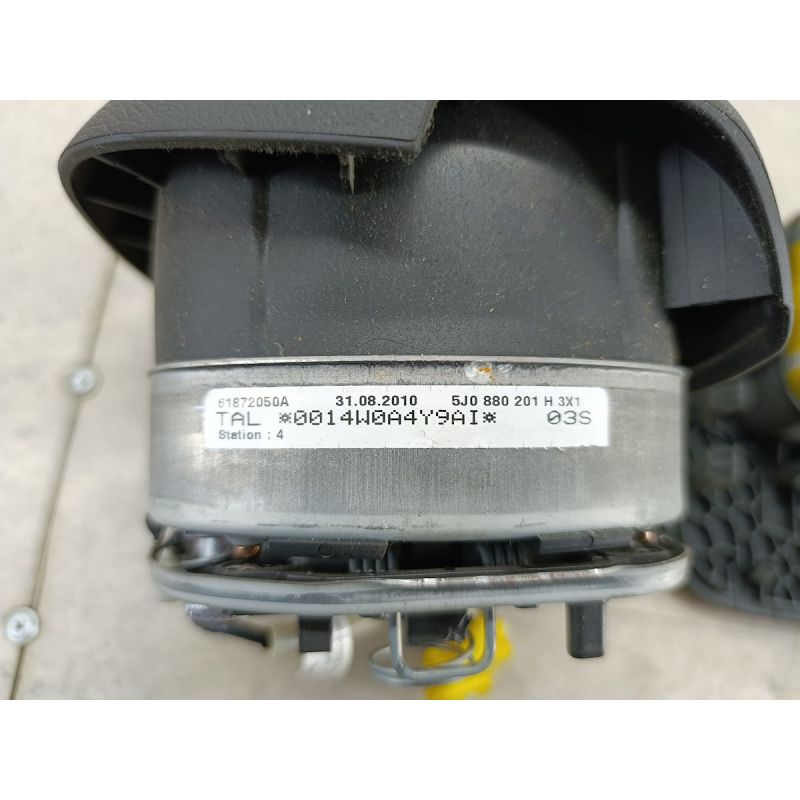 61872050A 31.08.2010 5J0 880 201 H 3X1
TAL *0014W0A4Y9AI* 03S
Station : 4